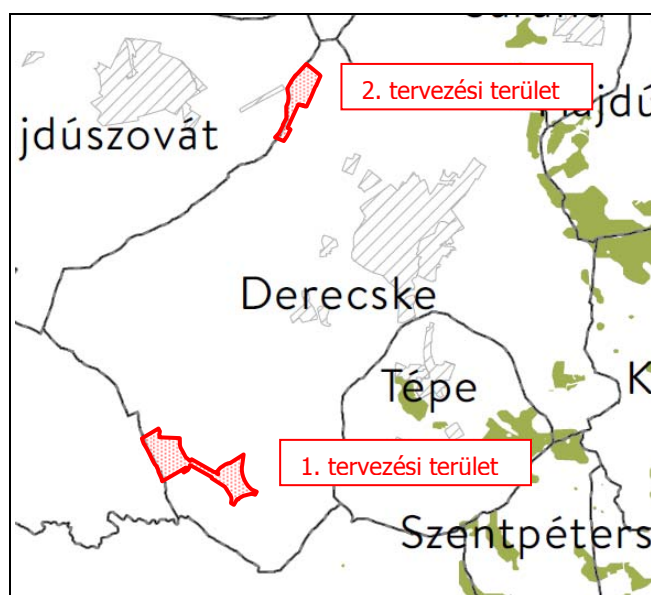 2. tervezési terület
jdúszovát
Derecske
Tépe
K
1. tervezési terület
Szentpéters